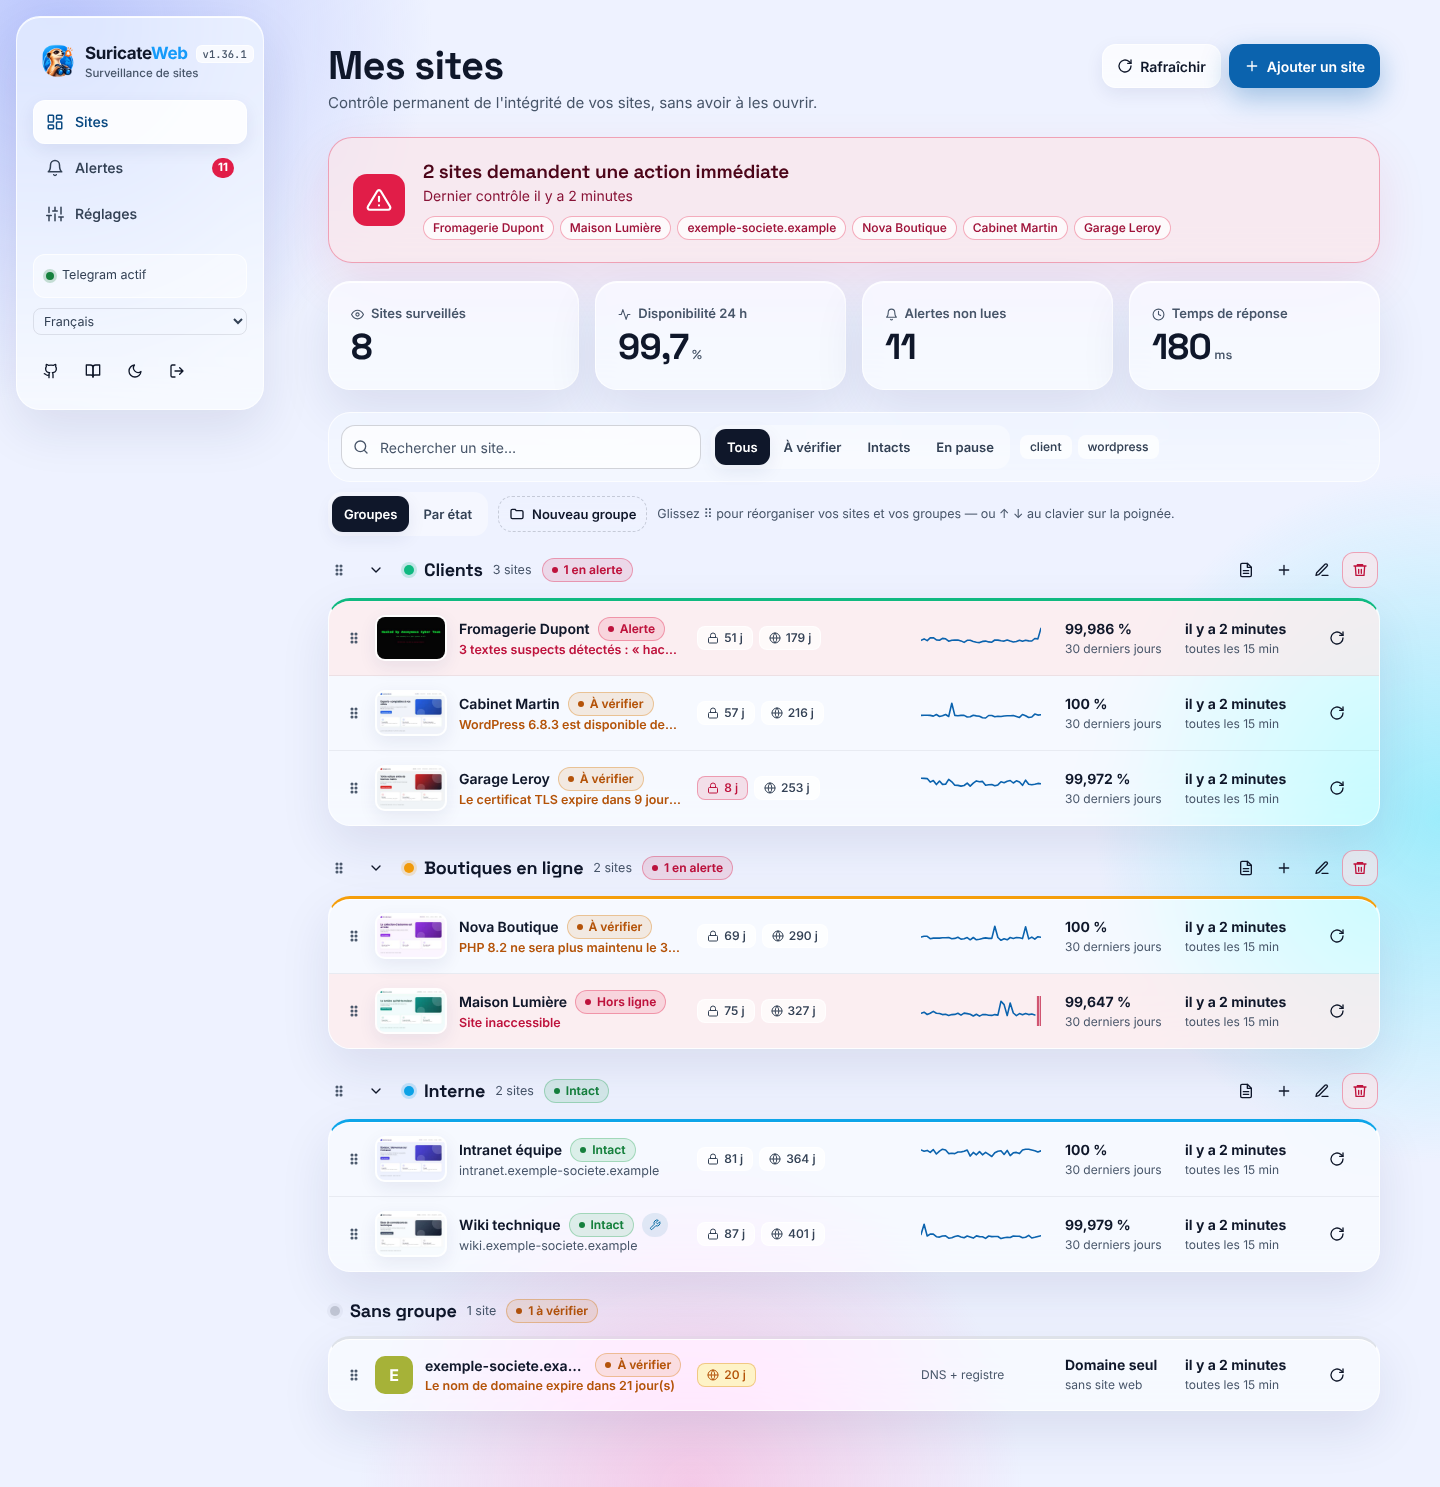 SuricateWeb v1.36.1
Surveillance de sites
Sites
Alertes 11
Réglages
Telegram actif
Français
Mes sites
Contrôle permanent de l'intégrité de vos sites, sans avoir à les ouvrir.
Rafraîchir
Ajouter un site
2 sites demandent une action immédiate
Dernier contrôle il y a 2 minutes
Fromagerie Dupont Maison Lumière exemple-societe.example Nova Boutique Cabinet Martin Garage Leroy
Sites surveillés
8
Disponibilité 24 h
99,7 %
Alertes non lues
11
Temps de réponse
180 ms
Rechercher un site...
Tous À vérifier Intacts En pause client wordpress
Groupes Par état Nouveau groupe Glissez ⠿ pour réorganiser vos sites et vos groupes — ou ↑ ↓ au clavier sur la poignée.
Clients 3 sites 1 en alerte
Fromagerie Dupont Alerte
3 textes suspects détectés : « hac...
51 j 179 j
99,986 %
30 derniers jours
il y a 2 minutes
toutes les 15 min
Cabinet Martin À vérifier
WordPress 6.8.3 est disponible de...
57 j 216 j
100 %
30 derniers jours
il y a 2 minutes
toutes les 15 min
Garage Leroy À vérifier
Le certificat TLS expire dans 9 jour...
8 j 253 j
99,972 %
30 derniers jours
il y a 2 minutes
toutes les 15 min
Boutiques en ligne 2 sites 1 en alerte
Nova Boutique À vérifier
PHP 8.2 ne sera plus maintenu le 3...
69 j 290 j
100 %
30 derniers jours
il y a 2 minutes
toutes les 15 min
Maison Lumière Hors ligne
Site inaccessible
75 j 327 j
99,647 %
30 derniers jours
il y a 2 minutes
toutes les 15 min
Interne 2 sites Intact
Intranet équipe Intact
intranet.exemple-societe.example
81 j 364 j
100 %
30 derniers jours
il y a 2 minutes
toutes les 15 min
Wiki technique Intact
wiki.exemple-societe.example
87 j 401 j
99,979 %
30 derniers jours
il y a 2 minutes
toutes les 15 min
Sans groupe 1 site 1 à vérifier
E
exemple-societe.exa... À vérifier
Le nom de domaine expire dans 21 jour(s)
20 j
DNS + registre
Domaine seul
sans site web
il y a 2 minutes
toutes les 15 min